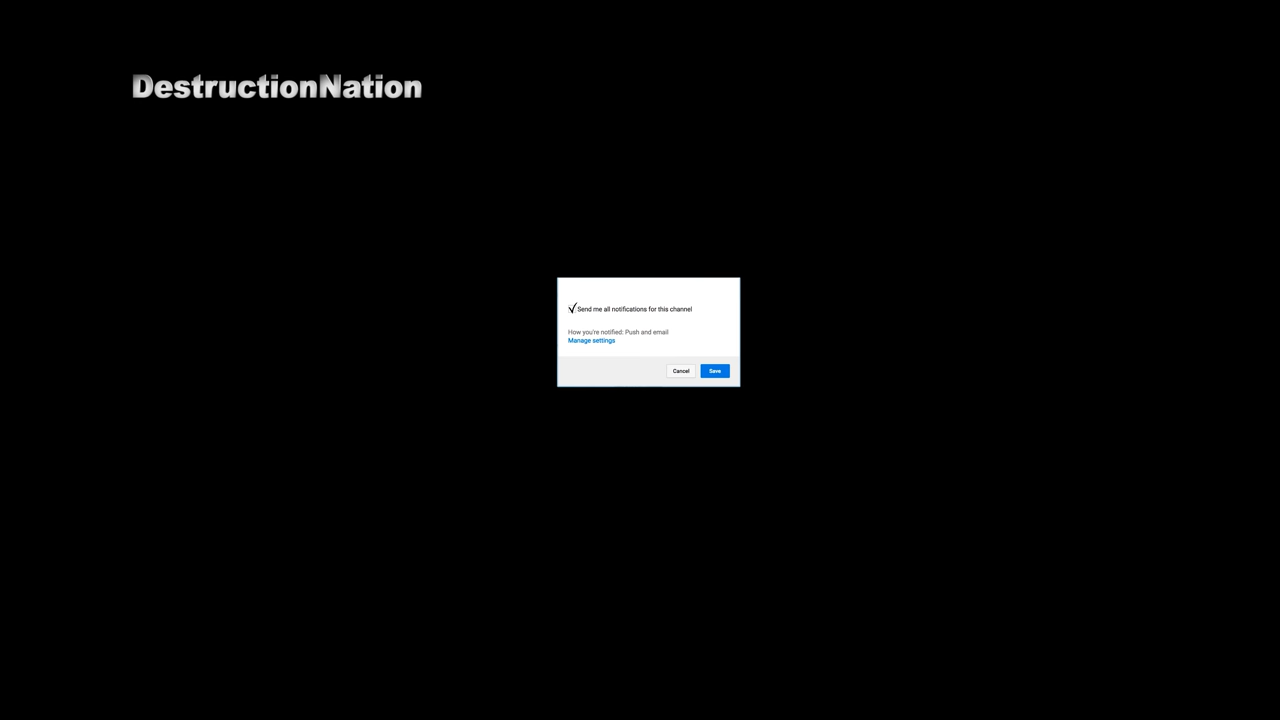 DestructionNation
Send me all notifications for this channel
How you're notified: Push and email
Manage settings
Cancel Save